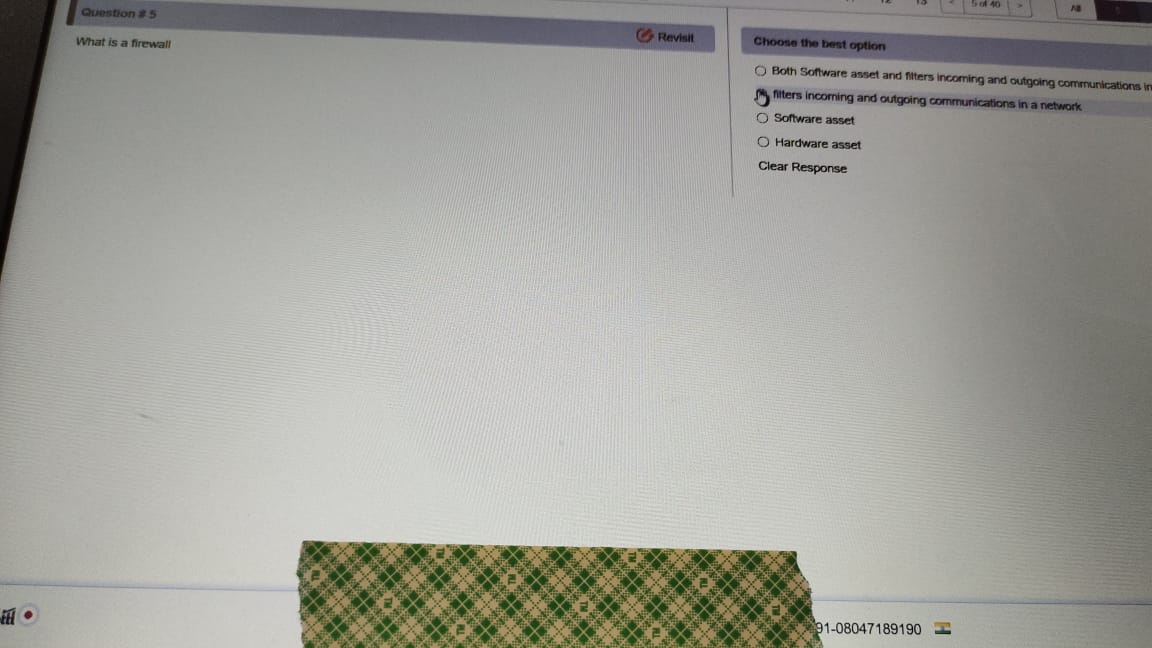 Question # 5
What is a firewall
Revisit
5 of 40
All
Choose the best option
Both Software asset and filters incoming and outgoing communications in
filters incoming and outgoing communications in a network
Software asset
Hardware asset
Clear Response
91-08047189190